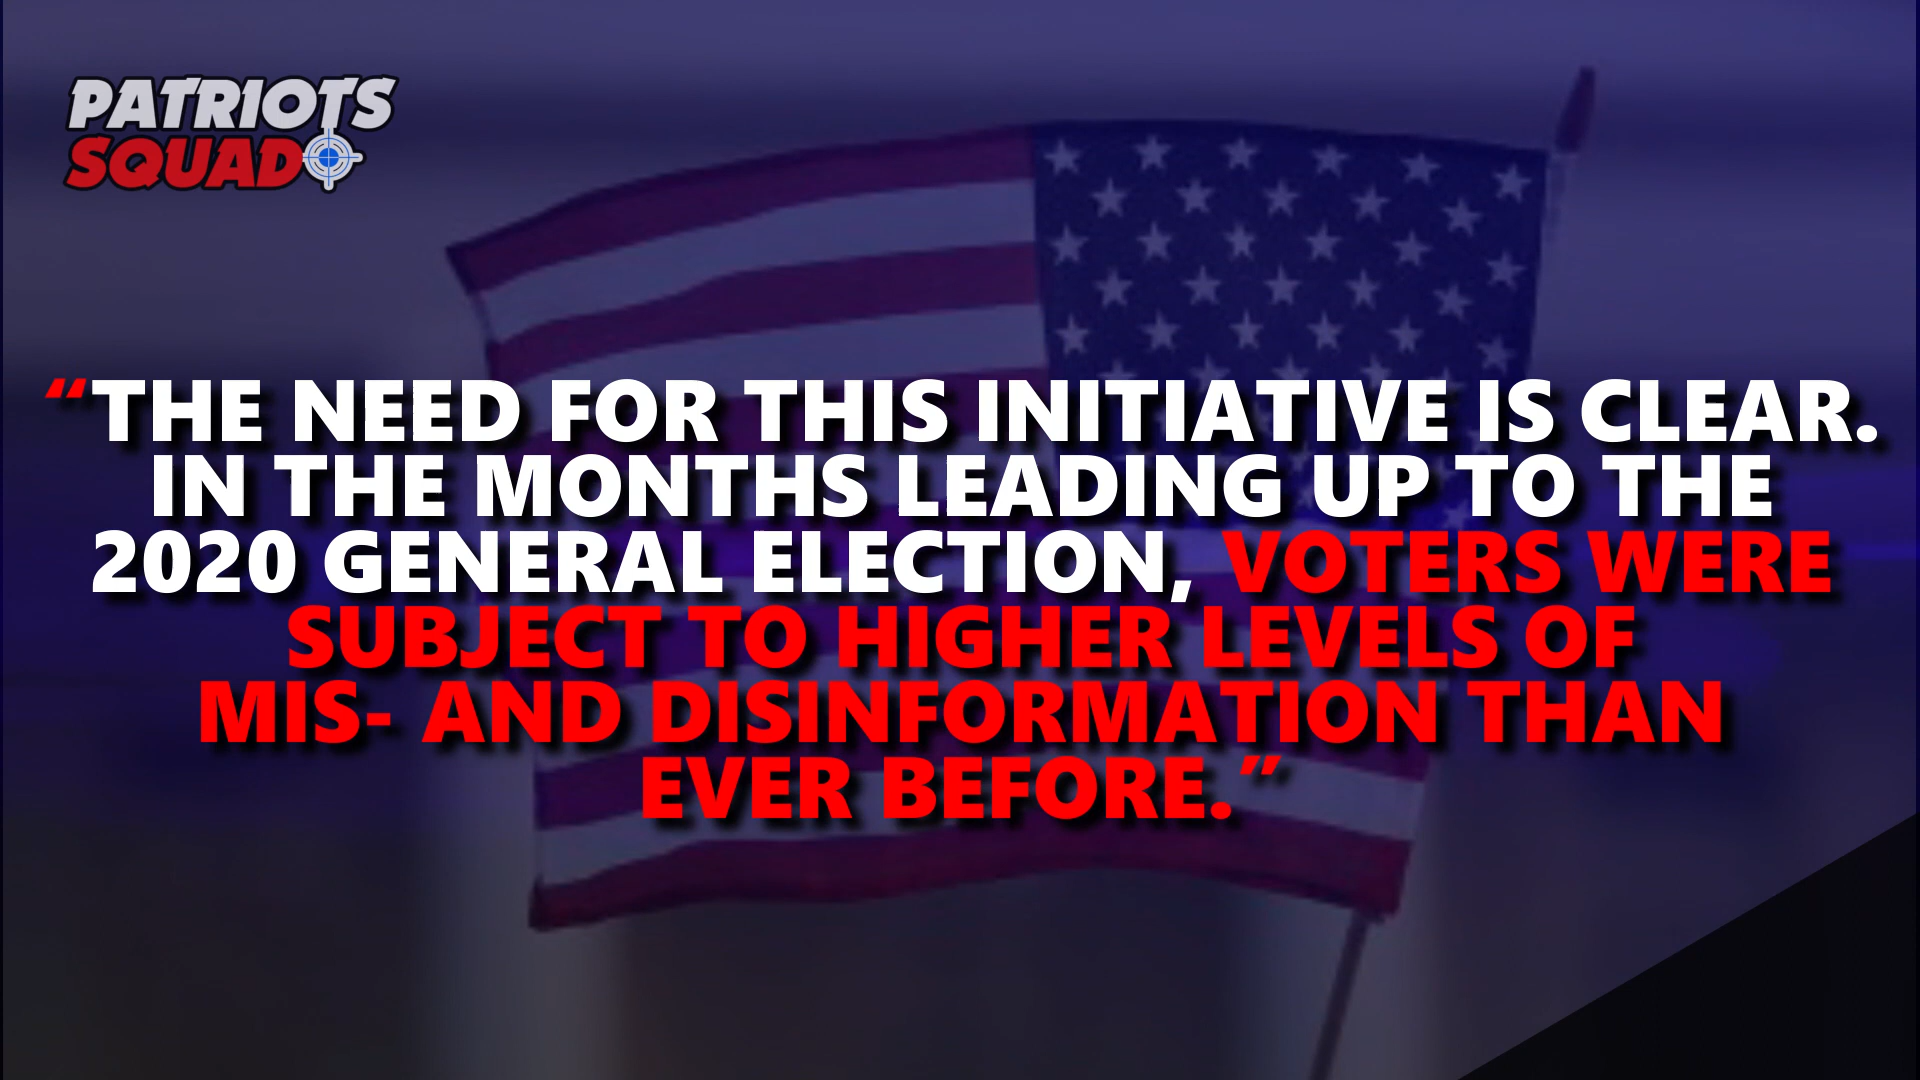 PATRIOTS
SQUAD
“THE NEED FOR THIS INITIATIVE IS CLEAR.
IN THE MONTHS LEADING UP TO THE
2020 GENERAL ELECTION, VOTERS WERE
SUBJECT TO HIGHER LEVELS OF
MIS- AND DISINFORMATION THAN
EVER BEFORE.”